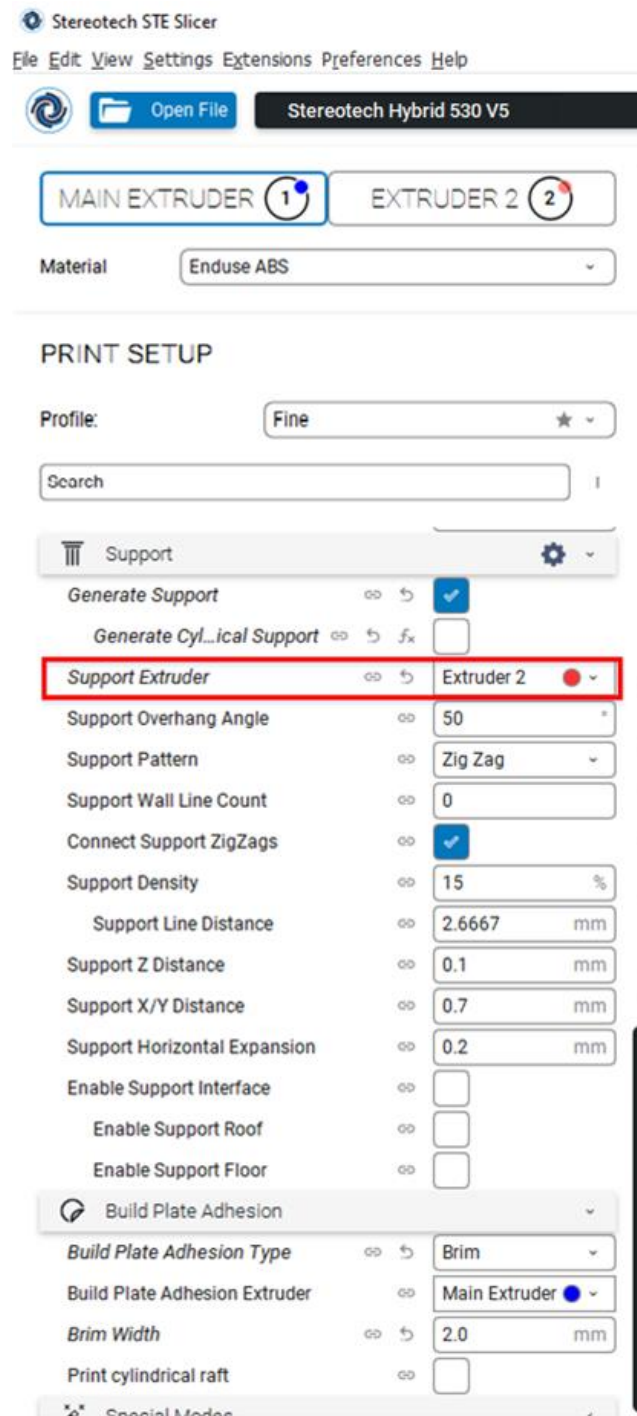 Stereotech STE Slicer
File Edit View Settings Extensions Preferences Help
Open File Stereotech Hybrid 530 V5
MAIN EXTRUDER 1 EXTRUDER 2 2
Material Enduse ABS
PRINT SETUP
Profile: Fine
Search
Support
Generate Support
Generate Cyl...ical Support fx
Support Extruder Extruder 2
Support Overhang Angle 50 °
Support Pattern Zig Zag
Support Wall Line Count 0
Connect Support ZigZags
Support Density 15 %
Support Line Distance 2.6667 mm
Support Z Distance 0.1 mm
Support X/Y Distance 0.7 mm
Support Horizontal Expansion 0.2 mm
Enable Support Interface
Enable Support Roof
Enable Support Floor
Build Plate Adhesion
Build Plate Adhesion Type Brim
Build Plate Adhesion Extruder Main Extruder
Brim Width 2.0 mm
Print cylindrical raft
Special Modes